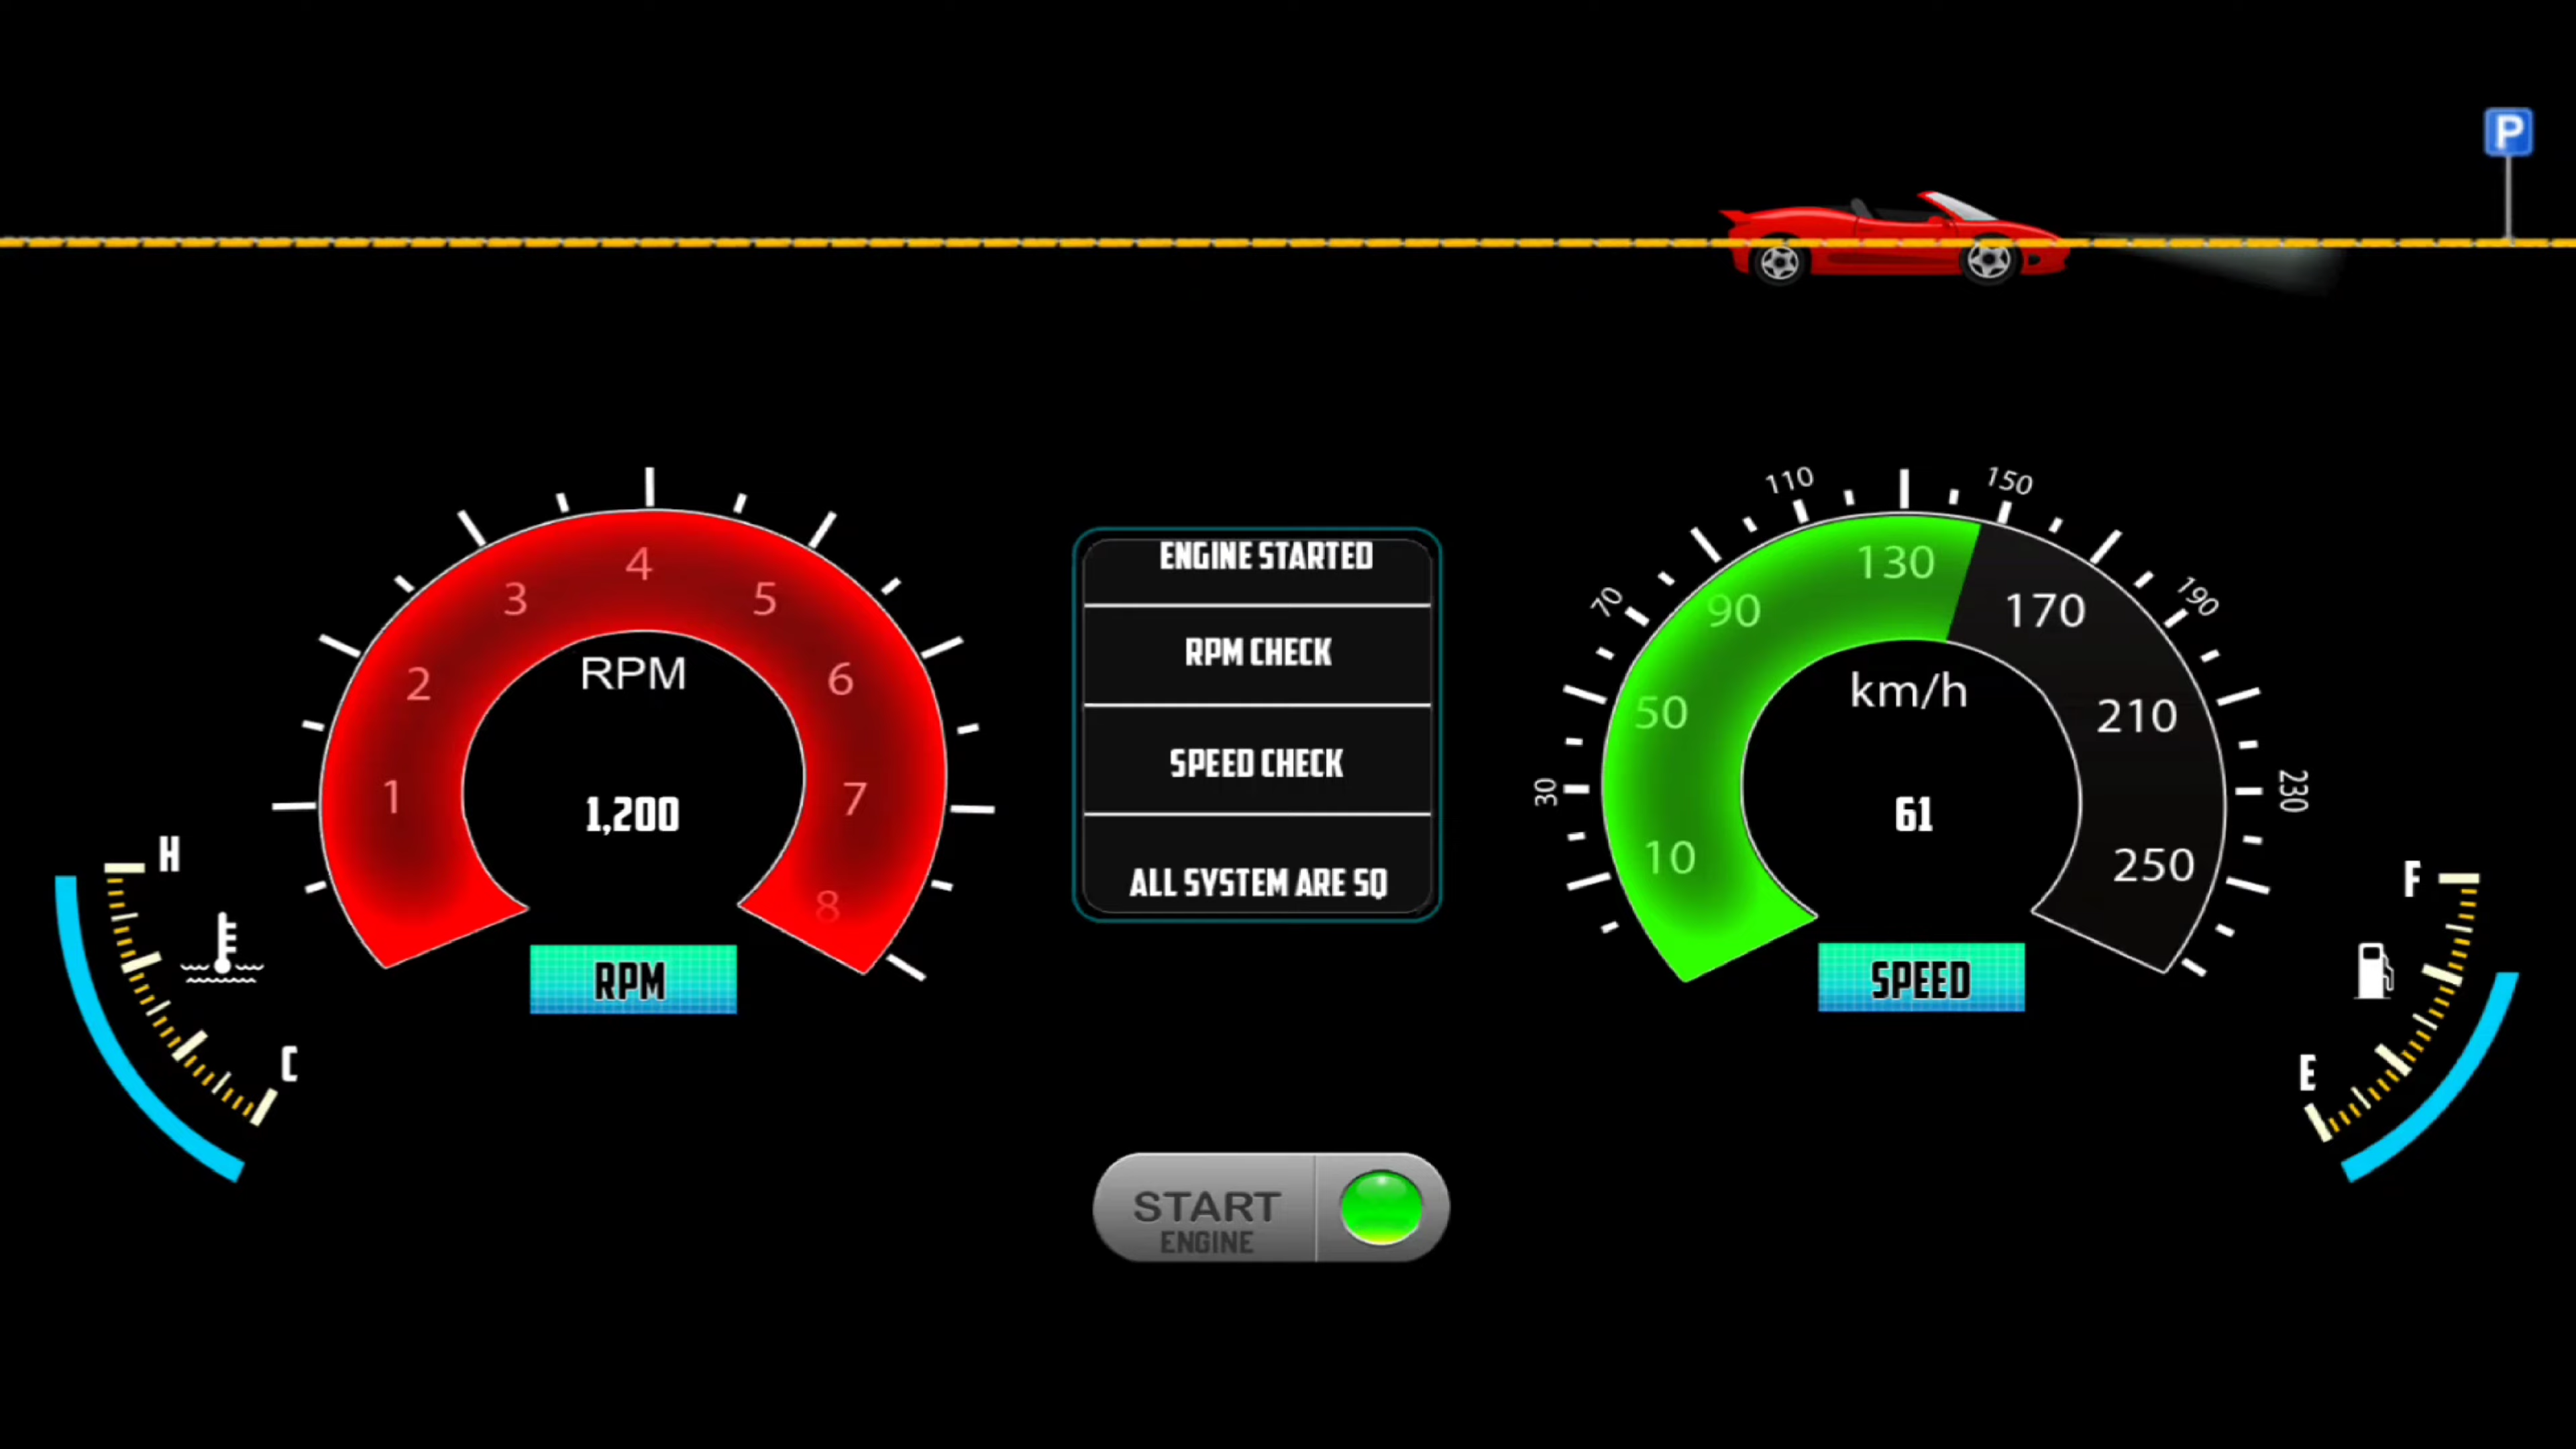 P
110
150
4
130
3
5
90
170
70
190
ENGINE STARTED
2
RPM
6
RPM CHECK
50
km/h
210
1
7
SPEED CHECK
30
230
1,200
61
H
10
250
8
ALL SYSTEM ARE SQ
F
RPM
SPEED
C
E
START
ENGINE